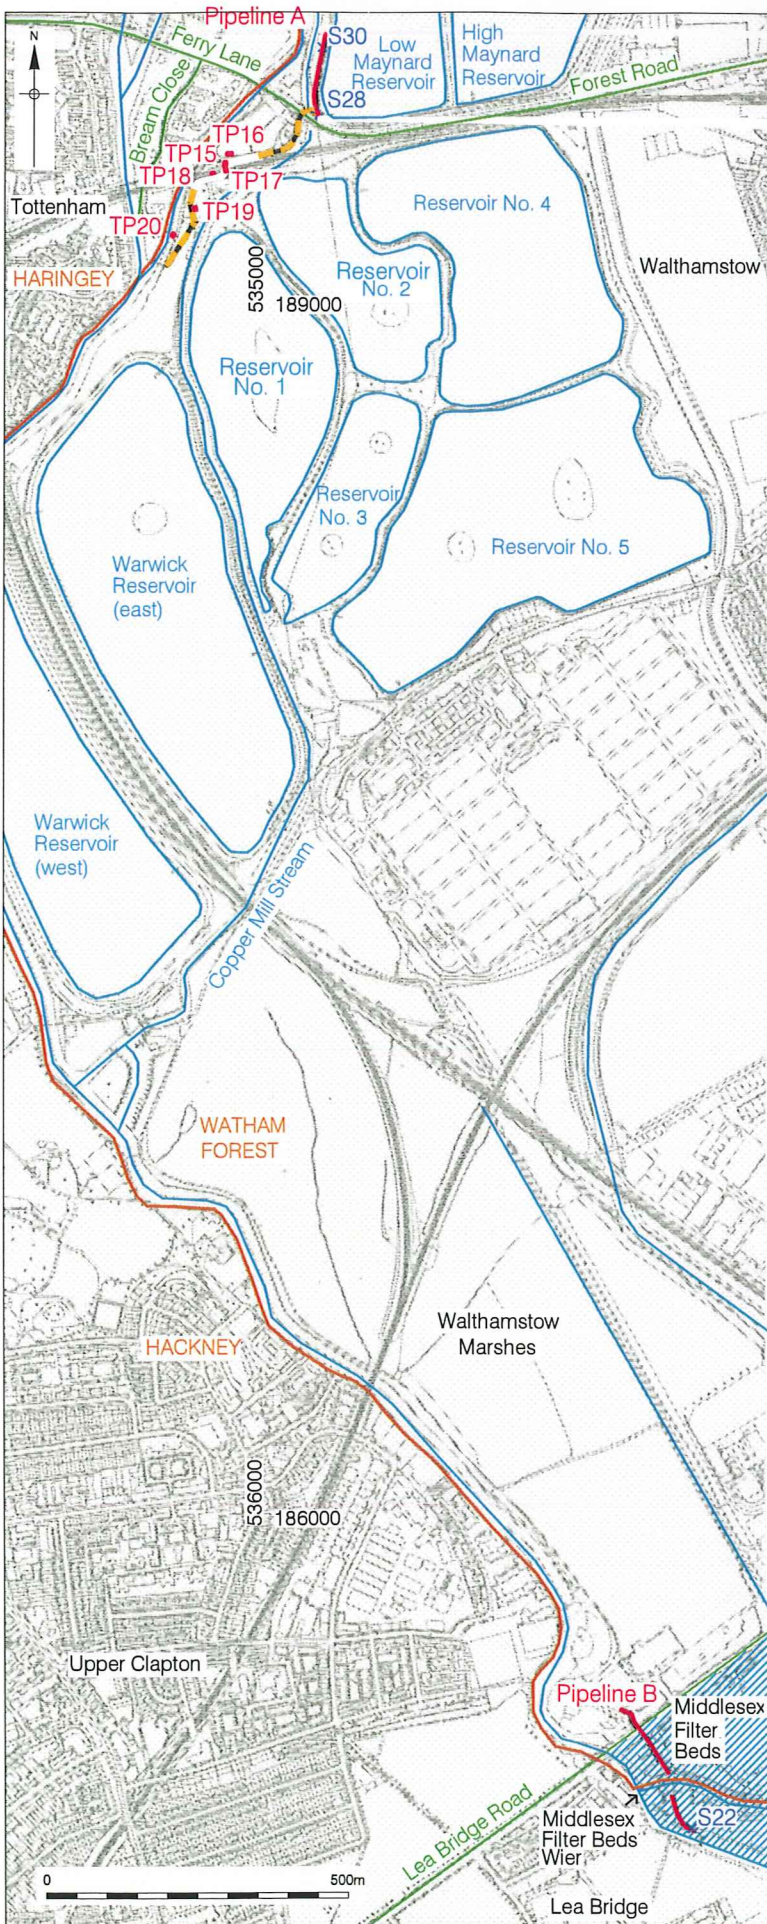 Pipeline A
N
Ferry Lane
S30
Low
Maynard
Reservoir
High
Maynard
Reservoir
S28
Forest Road
Bream Close
TP16
TP15
TP18
TP17
Tottenham
TP19
TP20
HARINGEY
Reservoir No. 4
Walthamstow
Reservoir
No. 2
535000
189000
Reservoir
No. 1
Reservoir
No. 3
Reservoir No. 5
Warwick
Reservoir
(east)
Warwick
Reservoir
(west)
Copper Mill Stream
WATHAM
FOREST
Walthamstow
Marshes
HACKNEY
536000
186000
Upper Clapton
Pipeline B
Middlesex
Filter
Beds
S22
Middlesex
Filter Beds
Wier
Lea Bridge Road
0
500m
Lea Bridge